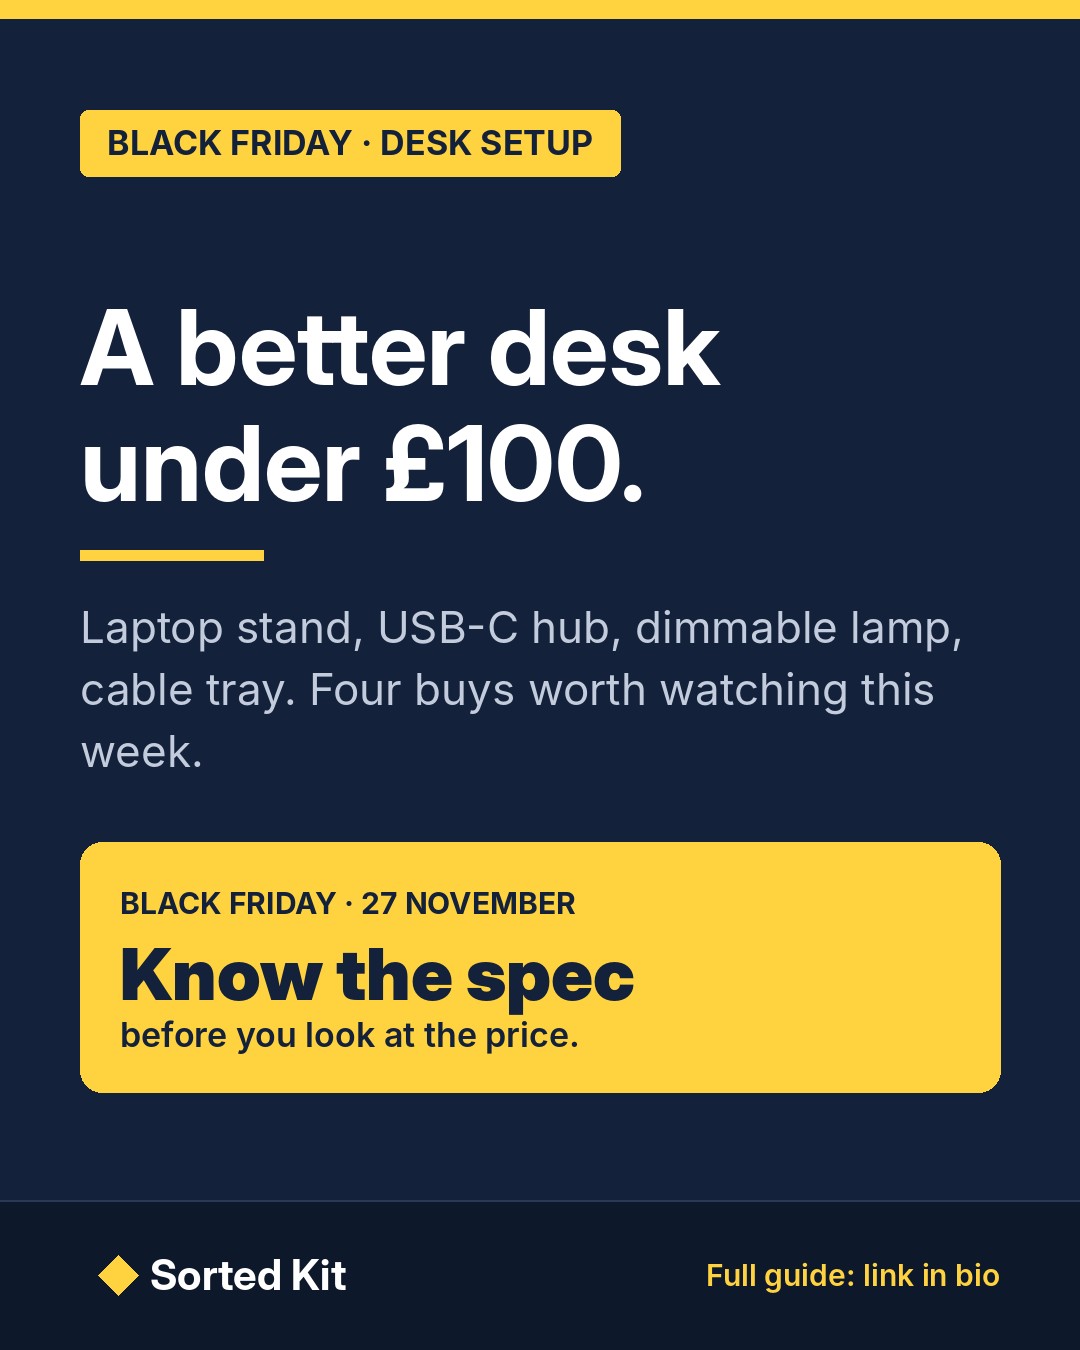 BLACK FRIDAY · DESK SETUP
A better desk
under £100.
Laptop stand, USB-C hub, dimmable lamp,
cable tray. Four buys worth watching this
week.
BLACK FRIDAY · 27 NOVEMBER
Know the spec
before you look at the price.
Sorted Kit
Full guide: link in bio